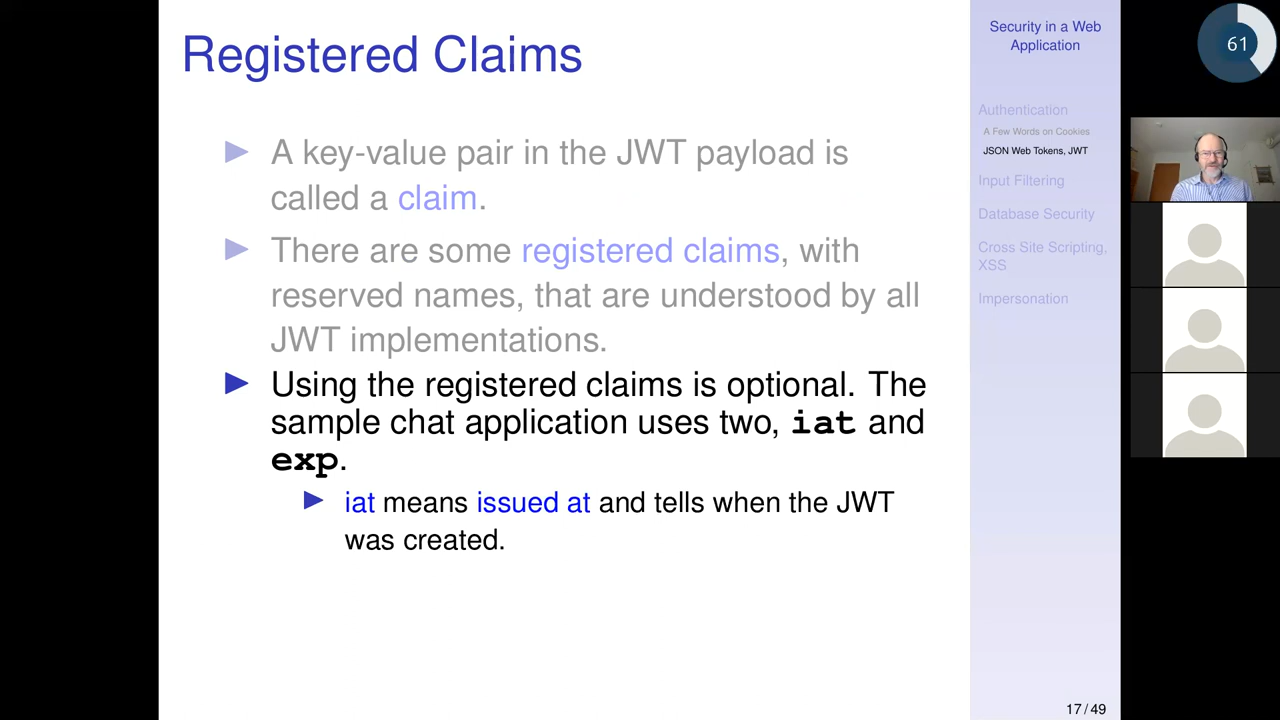 Registered Claims
A key-value pair in the JWT payload is
called a claim.
There are some registered claims, with
reserved names, that are understood by all
JWT implementations.
Using the registered claims is optional. The
sample chat application uses two, iat and
exp.
iat means issued at and tells when the JWT
was created.
Security in a Web
Application
Authentication
A Few Words on Cookies
JSON Web Tokens, JWT
Input Filtering
Database Security
Cross Site Scripting,
XSS
Impersonation
17 / 49
61